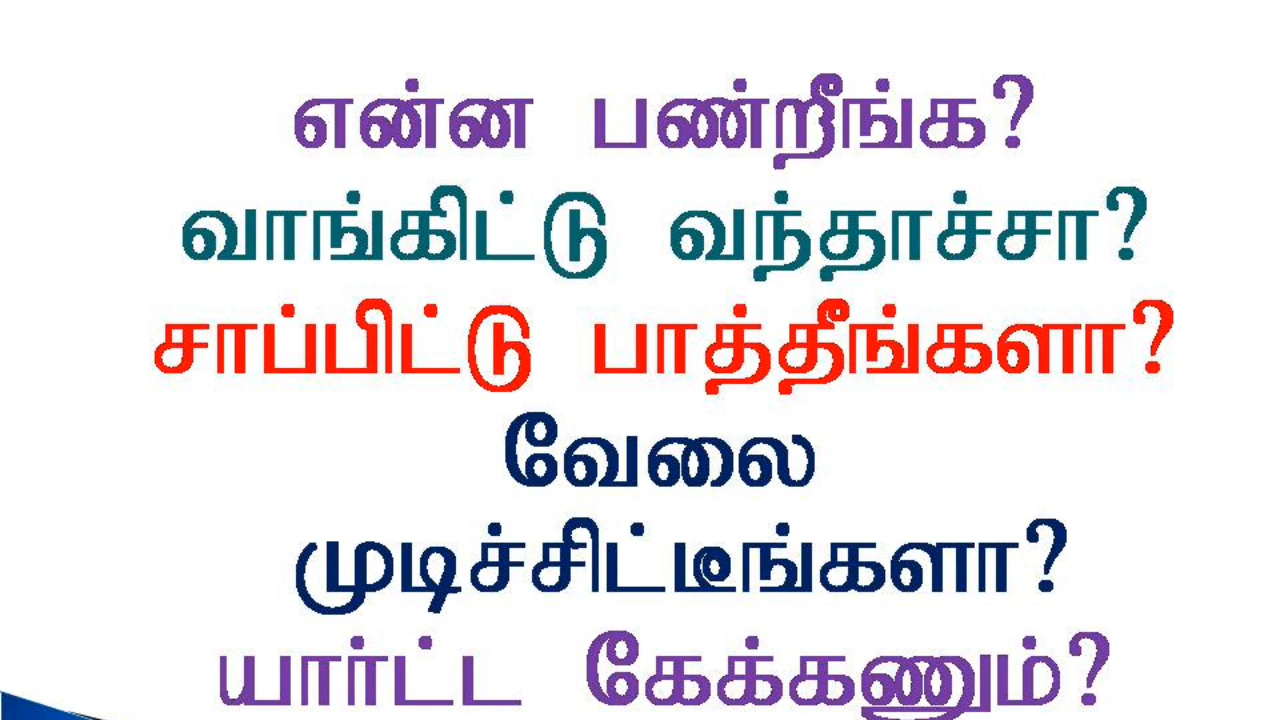 என்ன பண்றீங்க?
வாங்கிட்டு வந்தாச்சா?
சாப்பிட்டு பாத்தீங்களா?
வேலை
முடிச்சிட்டீங்களா?
யார்ட்ட கேக்கணும்?